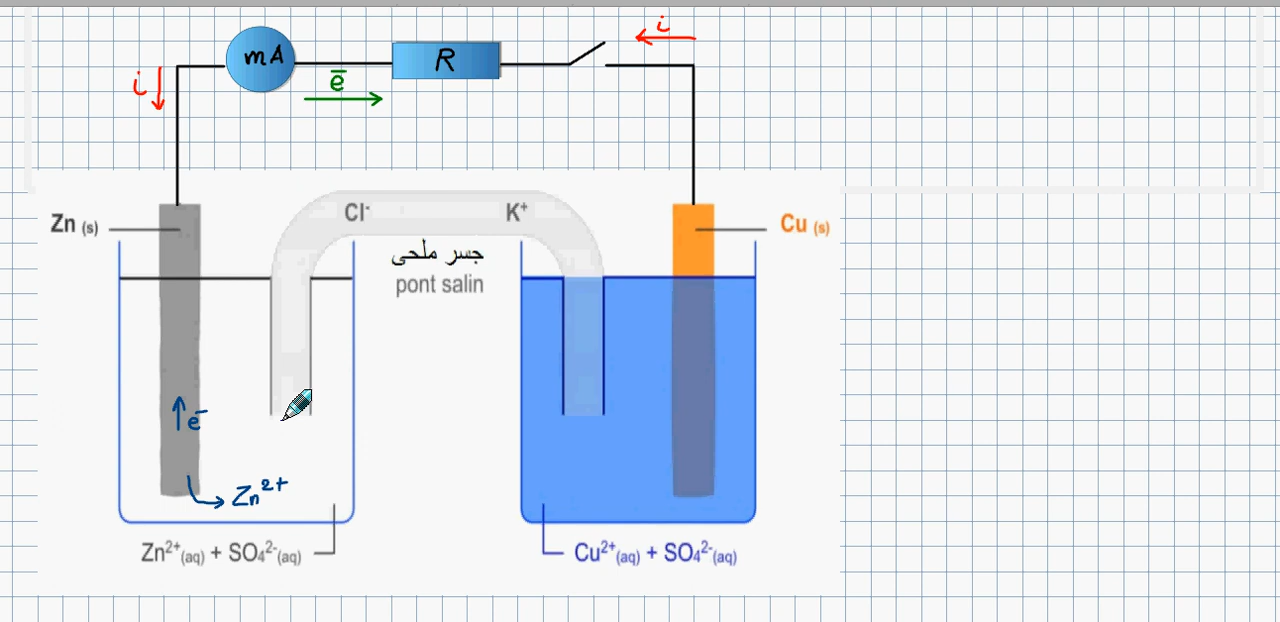 i
mA
R
i
e̅
Zn (s)
Cl⁻
K⁺
Cu (s)
جسر ملحى
pont salin
e⁻
Zn²⁺
Zn²⁺(aq) + SO₄²⁻(aq)
Cu²⁺(aq) + SO₄²⁻(aq)